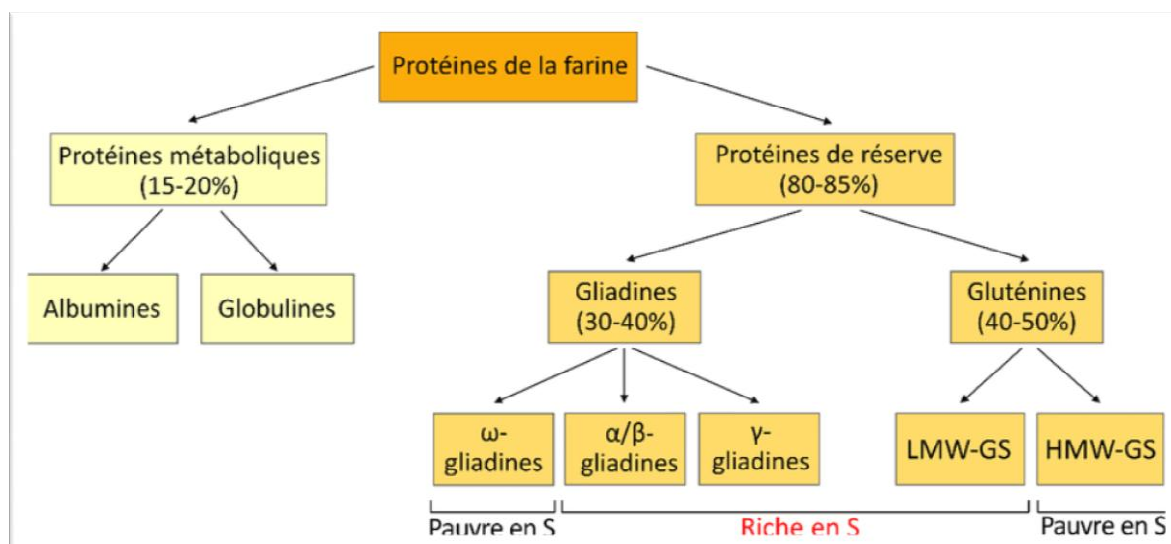 Protéines de la farine
Protéines métaboliques
(15-20%)
Protéines de réserve
(80-85%)
Albumines
Globulines
Gliadines
(30-40%)
Gluténines
(40-50%)
ω-
gliadines
α/β-
gliadines
γ-
gliadines
LMW-GS
HMW-GS
Pauvre en S
Riche en S
Pauvre en S